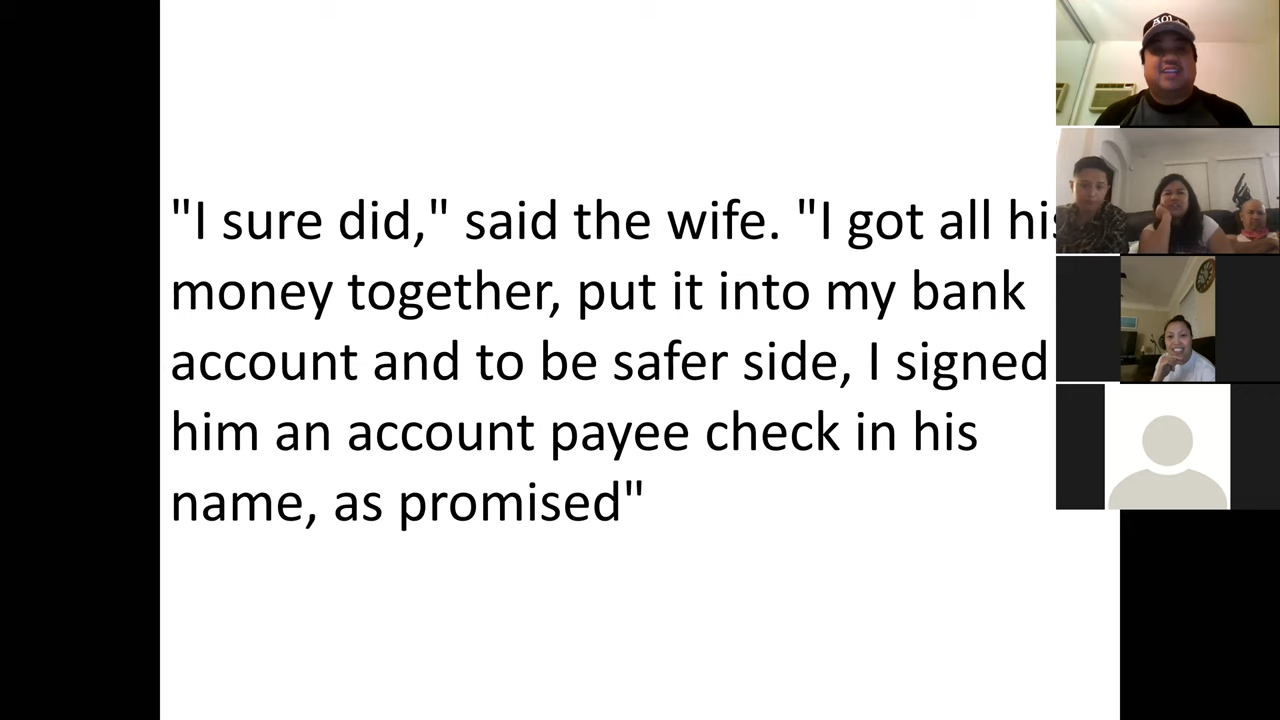 "I sure did," said the wife. "I got all his
money together, put it into my bank
account and to be safer side, I signed
him an account payee check in his
name, as promised"